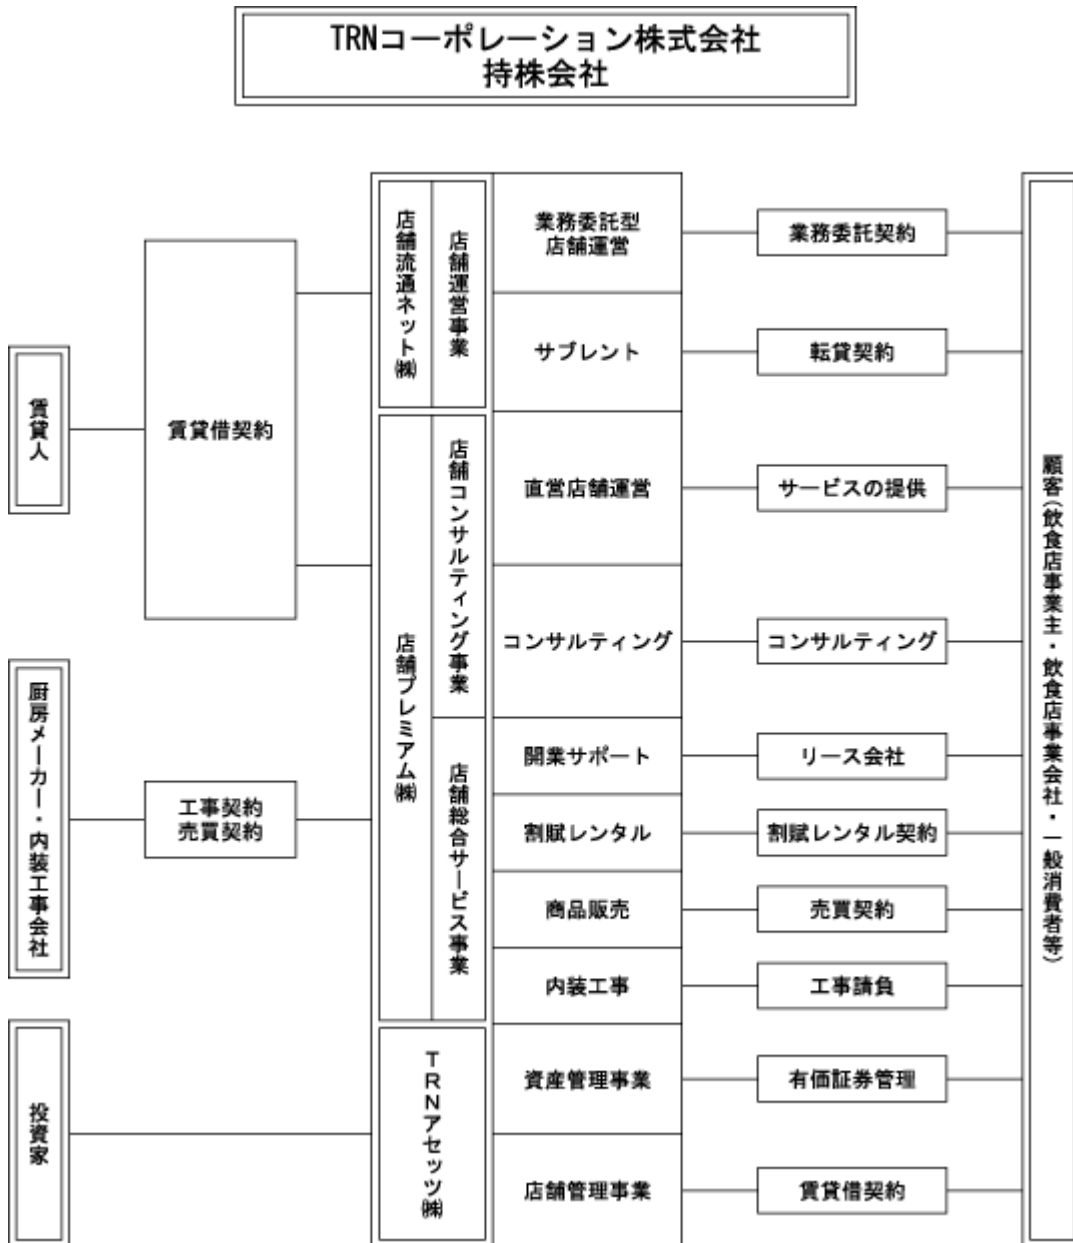 TRNコーポレーション株式会社
持株会社
賃貸人
賃貸借契約
厨房メーカー・内装工事会社
工事契約
売買契約
投資家
店舗流通ネット㈱
店舗運営事業
店舗プレミアム㈱
店舗コンサルティング事業
店舗総合サービス事業
TRNアセッツ㈱
業務委託型
店舗運営
業務委託契約
サブレント
転貸契約
直営店舗運営
サービスの提供
コンサルティング
コンサルティング
開業サポート
リース会社
割賦レンタル
割賦レンタル契約
商品販売
売買契約
内装工事
工事請負
資産管理事業
有価証券管理
店舗管理事業
賃貸借契約
顧客(飲食店事業主・飲食店事業会社・一般消費者等)